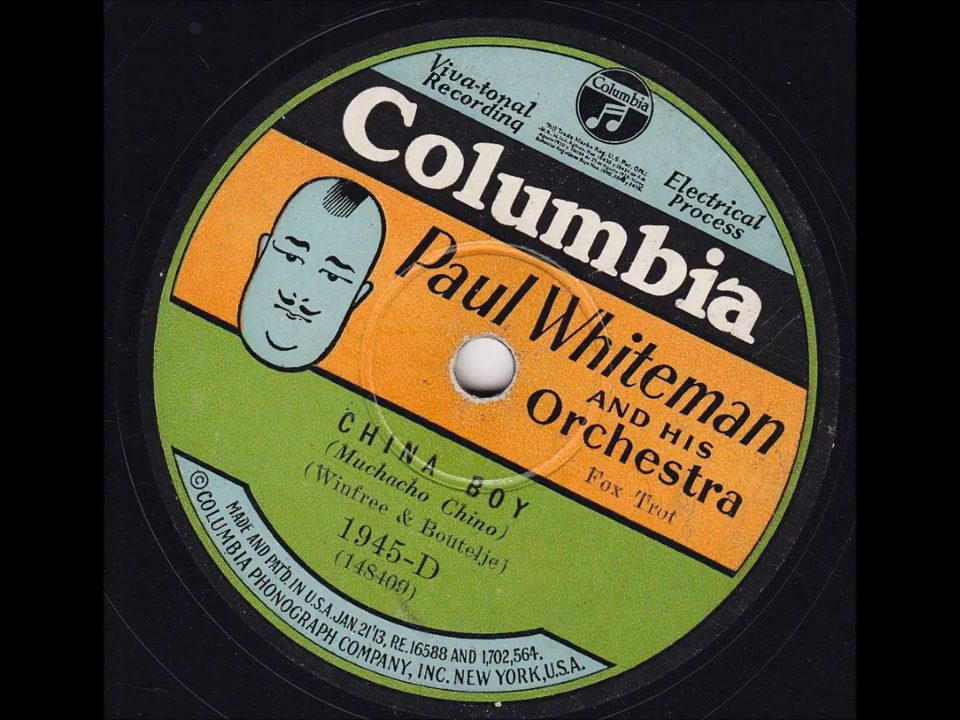 Viva-tonal
Recording
Columbia
Electrical
Process
Columbia
Paul Whiteman
AND HIS
Orchestra
Fox Trot
CHINA BOY
(Muchacho Chino)
(Winfree & Boutelje)
1945-D
(148409)
MADE AND PAT'D. IN U.S.A. JAN. 21'13, RE. 16588 AND 1,702,564.
©COLUMBIA PHONOGRAPH COMPANY, INC. NEW YORK, U.S.A.